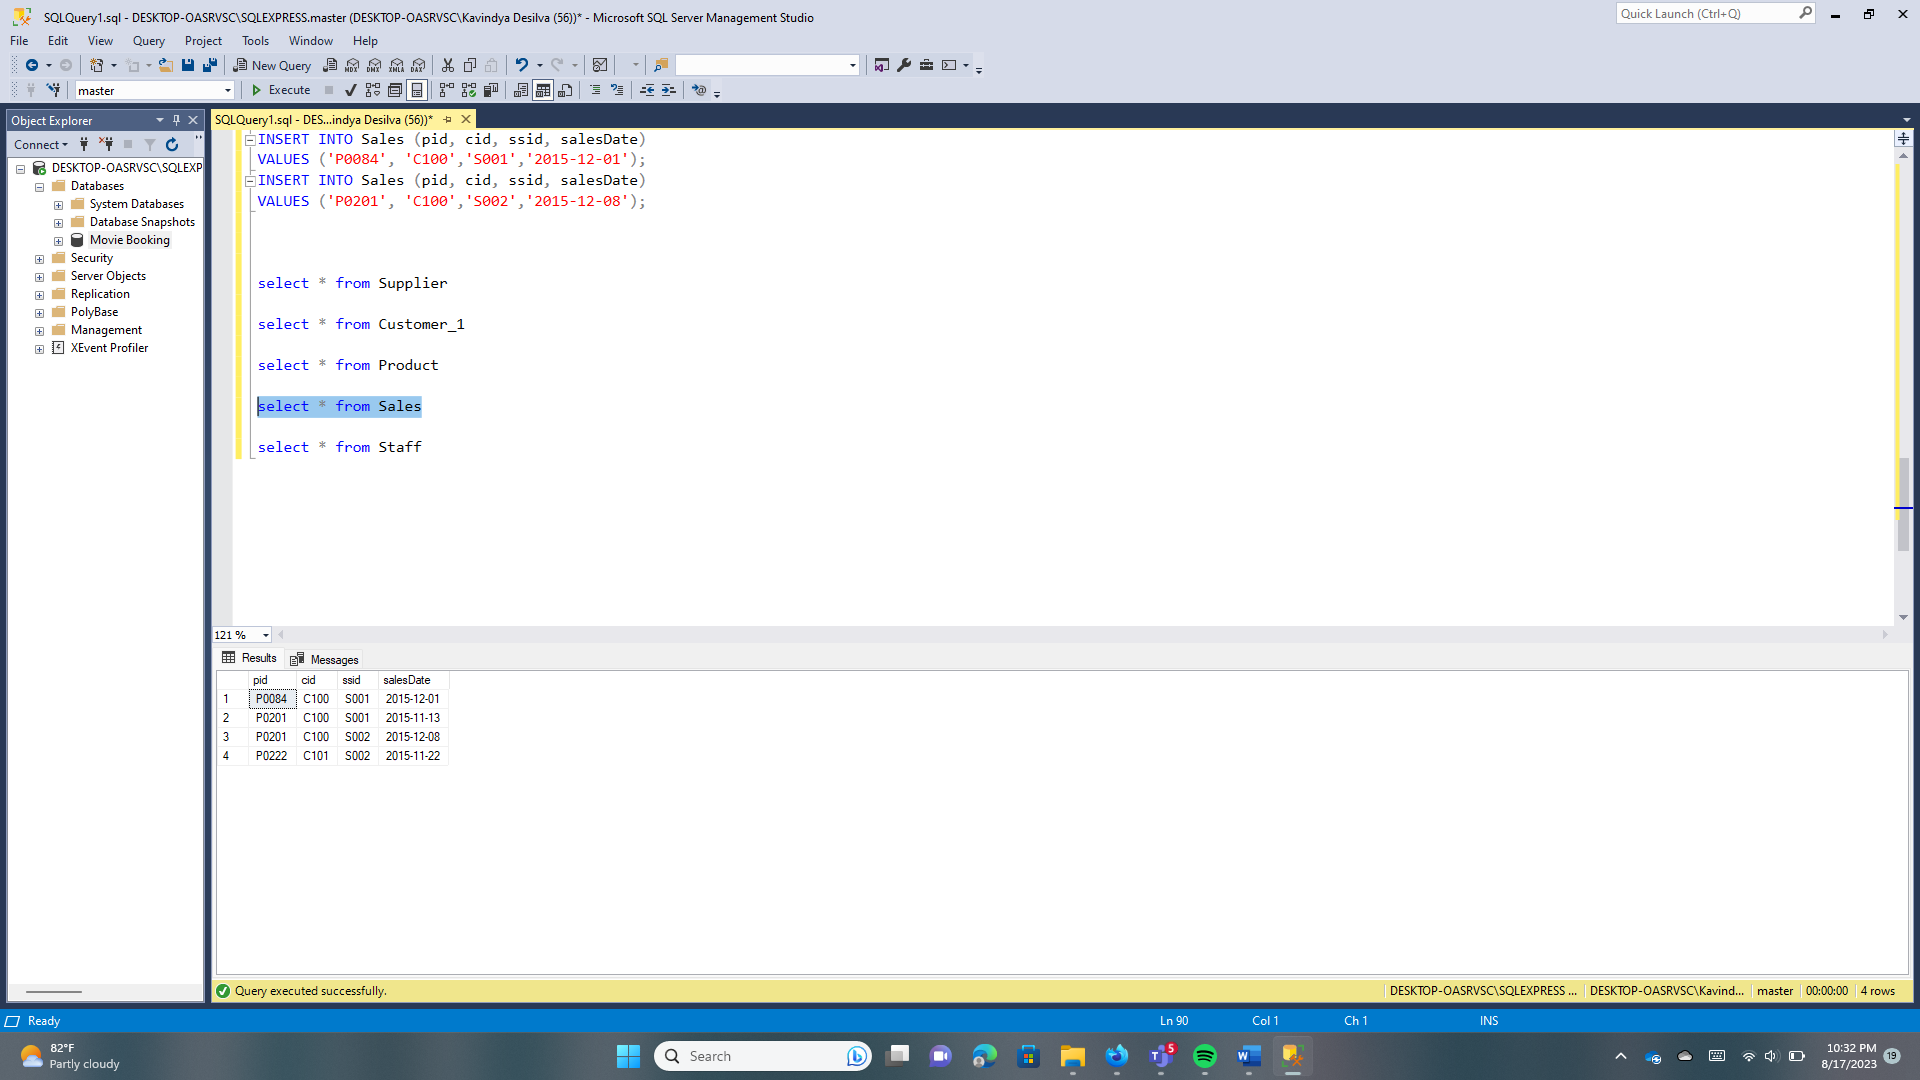 SQLQuery1.sql - DESKTOP-OASRVSC\SQLEXPRESS.master (DESKTOP-OASRVSC\Kavindya Desilva (56))* - Microsoft SQL Server Management Studio
Quick Launch (Ctrl+Q)
File Edit View Query Project Tools Window Help
New Query
MDX DMX XMLA DAX
master
Execute
Object Explorer
SQLQuery1.sql - DES...indya Desilva (56))*
Connect
DESKTOP-OASRVSC\SQLEXP
Databases
System Databases
Database Snapshots
Movie Booking
Security
Server Objects
Replication
PolyBase
Management
XEvent Profiler
INSERT INTO Sales (pid, cid, ssid, salesDate)
VALUES ('P0084', 'C100','S001','2015-12-01');
INSERT INTO Sales (pid, cid, ssid, salesDate)
VALUES ('P0201', 'C100','S002','2015-12-08');
select * from Supplier
select * from Customer_1
select * from Product
select * from Sales
select * from Staff
121 %
Results Messages
pid cid ssid salesDate
1 P0084 C100 S001 2015-12-01
2 P0201 C100 S001 2015-11-13
3 P0201 C100 S002 2015-12-08
4 P0222 C101 S002 2015-11-22
Query executed successfully.
DESKTOP-OASRVSC\SQLEXPRESS ... DESKTOP-OASRVSC\Kavind... master 00:00:00 4 rows
Ready
Ln 90 Col 1 Ch 1 INS
82°F
Partly cloudy
Search
5
10:32 PM
8/17/2023
19